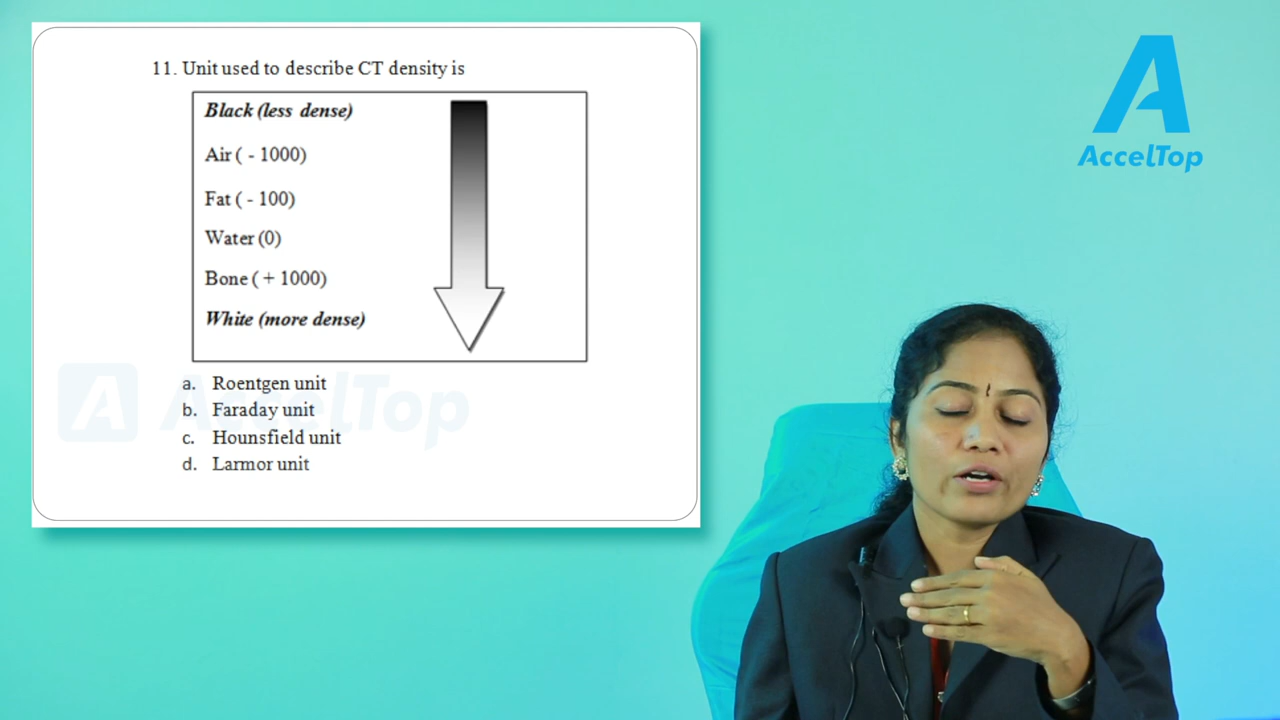 11. Unit used to describe CT density is
Black (less dense)
Air ( - 1000)
Fat ( - 100)
Water (0)
Bone ( + 1000)
White (more dense)
a. Roentgen unit
b. Faraday unit
c. Hounsfield unit
d. Larmor unit
AccelTop
AccelTop